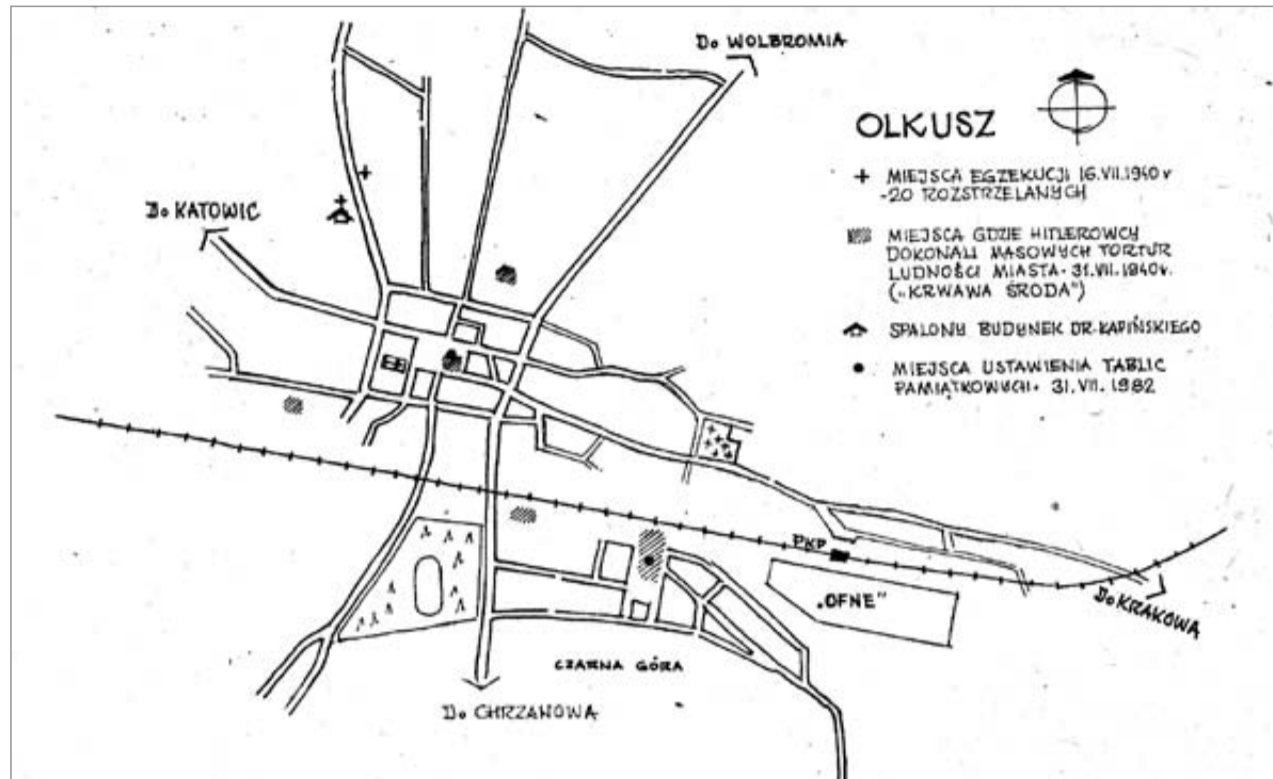 Do WOLBROMIA
OLKUSZ
MIEJSCA EGZEKUCJI 16.VII.1940 r
-20 ROZSTRZELANYCH
Do KATOWIC
MIEJSCA GDZIE HITLEROWCY
DOKONALI MASOWYCH TORTUR
LUDNOŚCI MIASTA - 31.VII.1940r.
("KRWAWA ŚRODA")
SPALONY BUDYNEK DR. KAPIŃSKIEGO
MIEJSCA USTAWIENIA TABLIC
PAMIĄTKOWYCH - 31. VII. 1982
PKP
„OFNE"
Do KRAKOWA
CZARNA GÓRA
Do CHRZANOWA